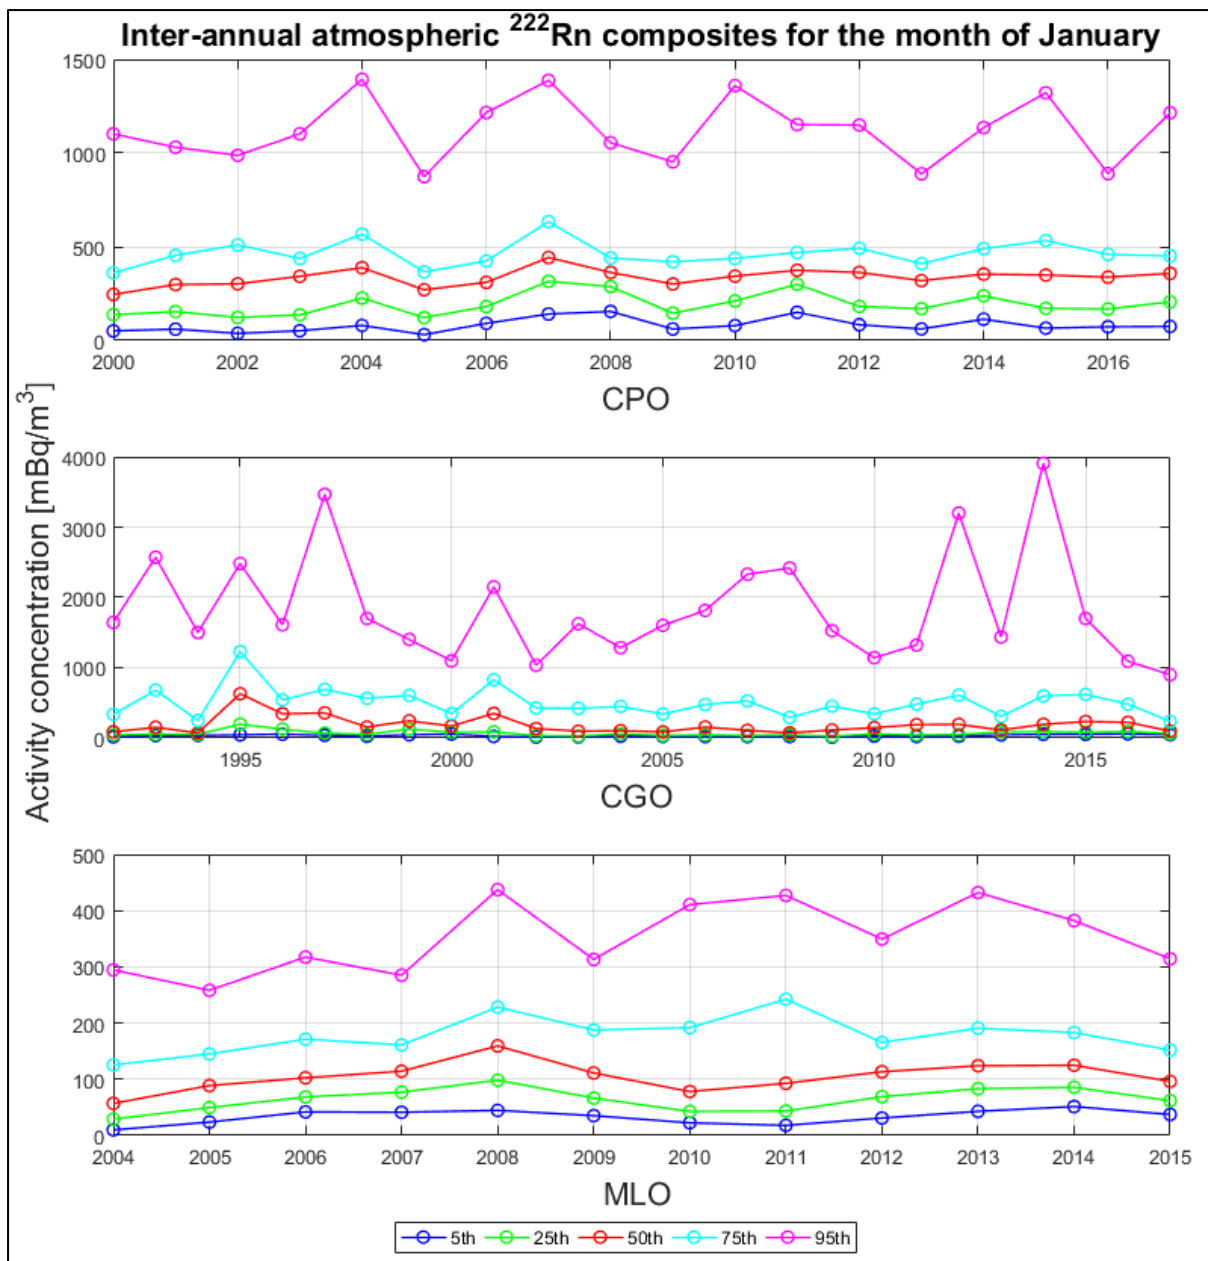 Inter-annual atmospheric ²²²Rn composites for the month of January
Activity concentration [mBq/m³]
1500
1000
500
0
2000 2002 2004 2006 2008 2010 2012 2014 2016
CPO
4000
3000
2000
1000
0
1995 2000 2005 2010 2015
CGO
500
400
300
200
100
0
2004 2005 2006 2007 2008 2009 2010 2011 2012 2013 2014 2015
MLO
5th 25th 50th 75th 95th